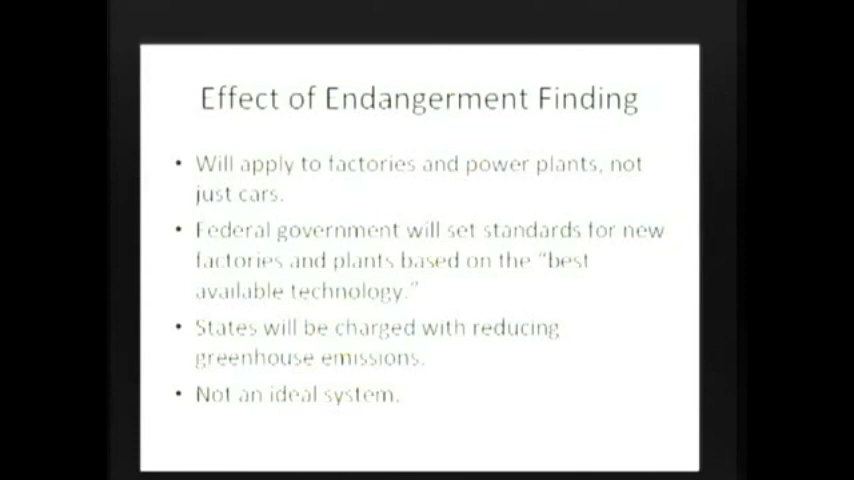 Effect of Endangerment Finding
• Will apply to factories and power plants, not
just cars.
• Federal government will set standards for new
factories and plants based on the “best
available technology.”
• States will be charged with reducing
greenhouse emissions.
• Not an ideal system.